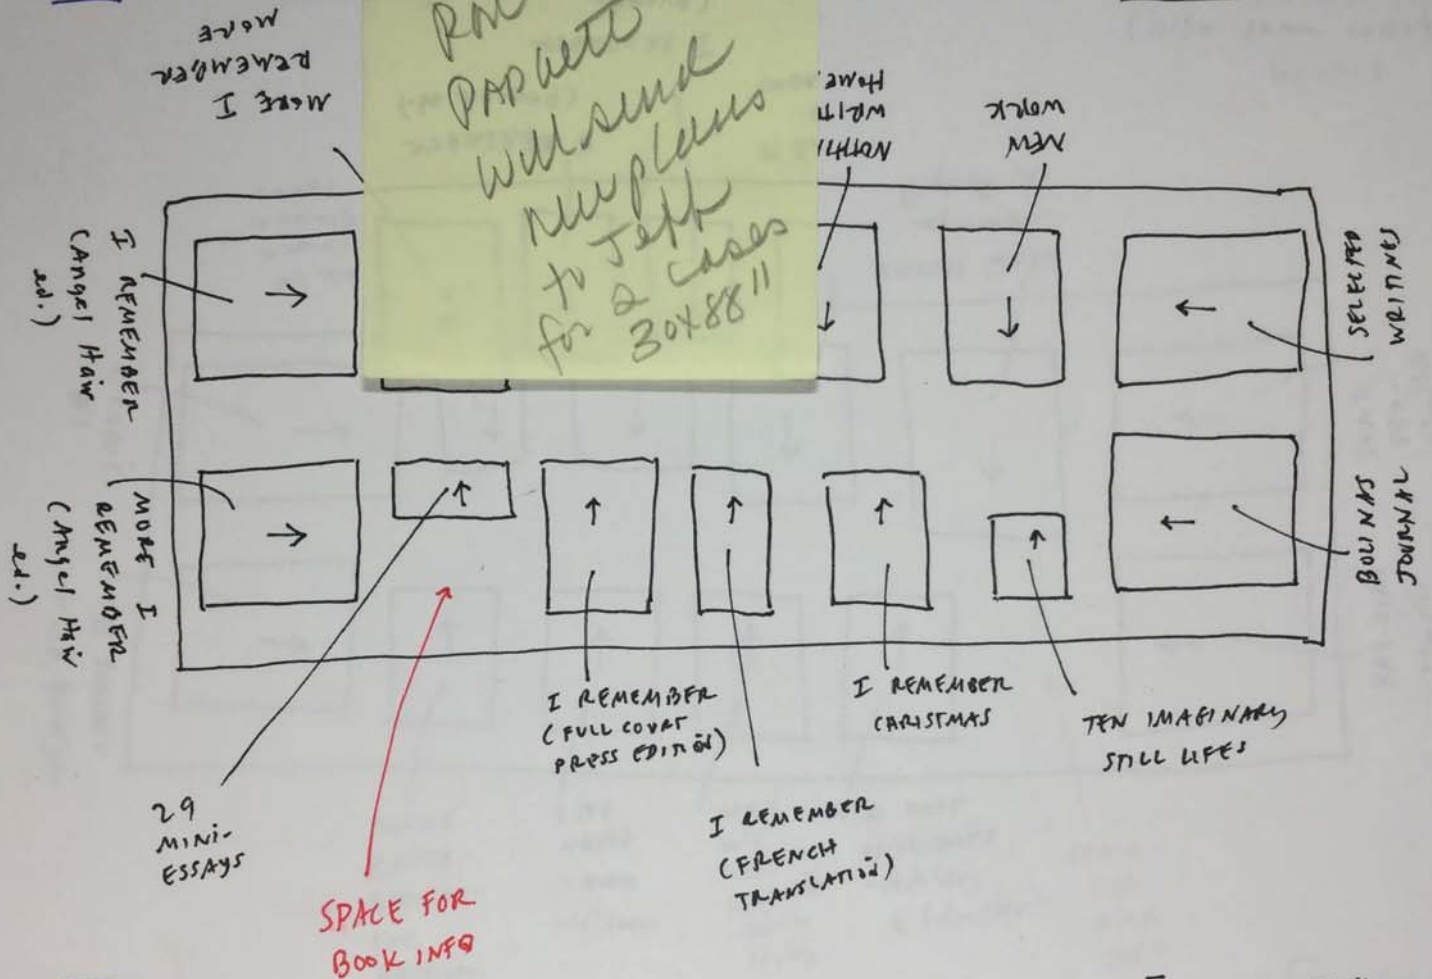 MORE I
REMEMBER
MORE
PADGETT
will send
new plans
to Jeff
for 2 cases
30x88"
WRITE
HOME
NEW
WORK
SELECTED
WRITINGS
I REMEMBER
(Angel Hair
ed.)
MORE I
REMEMBER
(Angel Hair
ed.)
BOLINAS
JOURNAL
29
MINI-
ESSAYS
SPACE FOR
BOOK INFO
I REMEMBER
(FULL COURT
PRESS EDITION)
I REMEMBER
(FRENCH
TRANSLATION)
I REMEMBER
CHRISTMAS
TEN IMAGINARY
STILL LIFES